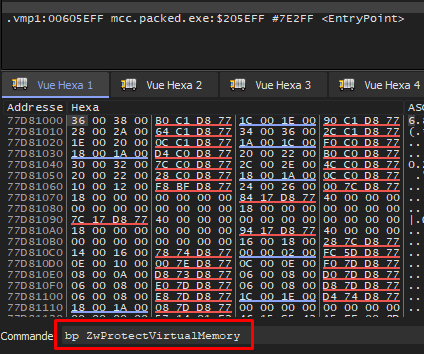 .vmp1:00605EFF mcc.packed.exe:$205EFF #7E2FF <EntryPoint>
Vue Hexa 1 Vue Hexa 2 Vue Hexa 3 Vue Hexa 4
Addresse Hexa ASC
77D81000 36 00 38 00 B0 C1 D8 77 1C 00 1E 00 90 C1 D8 77 6.8
77D81010 28 00 2A 00 64 C1 D8 77 34 00 36 00 2C C1 D8 77
77D81020 1E 00 20 00 0C C1 D8 77 1A 00 1C 00 F0 C0 D8 77
77D81030 18 00 1A 00 D4 C0 D8 77 20 00 22 00 B0 C0 D8 77
77D81040 30 00 32 00 7C C0 D8 77 2C 00 2E 00 4C C0 D8 77
77D81050 20 00 22 00 28 C0 D8 77 18 00 1A 00 0C C0 D8 77
77D81060 10 00 12 00 F8 BF D8 77 24 00 26 00 00 7C D8 77
77D81070 18 00 00 00 00 00 00 00 84 17 D8 77 40 00 00 00
77D81080 00 00 00 00 00 00 00 00 18 00 00 00 00 00 00 00
77D81090 7C 17 D8 77 40 00 00 00 00 00 00 00 00 00 00 00
77D810A0 18 00 00 00 00 00 00 00 94 17 D8 77 40 00 00 00
77D810B0 00 00 00 00 00 00 00 00 16 00 18 00 28 7C D8 77
77D810C0 14 00 16 00 78 74 D8 77 00 00 02 00 FC 5D D8 77
77D810D0 0E 00 10 00 00 7E D8 77 0C 00 0E 00 F0 7D D8 77
77D810E0 08 00 0A 00 D8 73 D8 77 06 00 08 00 D0 7D D8 77
77D810F0 06 00 08 00 E0 7D D8 77 06 00 08 00 D8 7D D8 77
77D81100 06 00 08 00 E8 7D D8 77 1C 00 1E 00 D4 74 D8 77
77D81110 18 00 1A 00 08 7D D8 77 00 00 00 00 00 00 00 00
Commande bp ZwProtectVirtualMemory